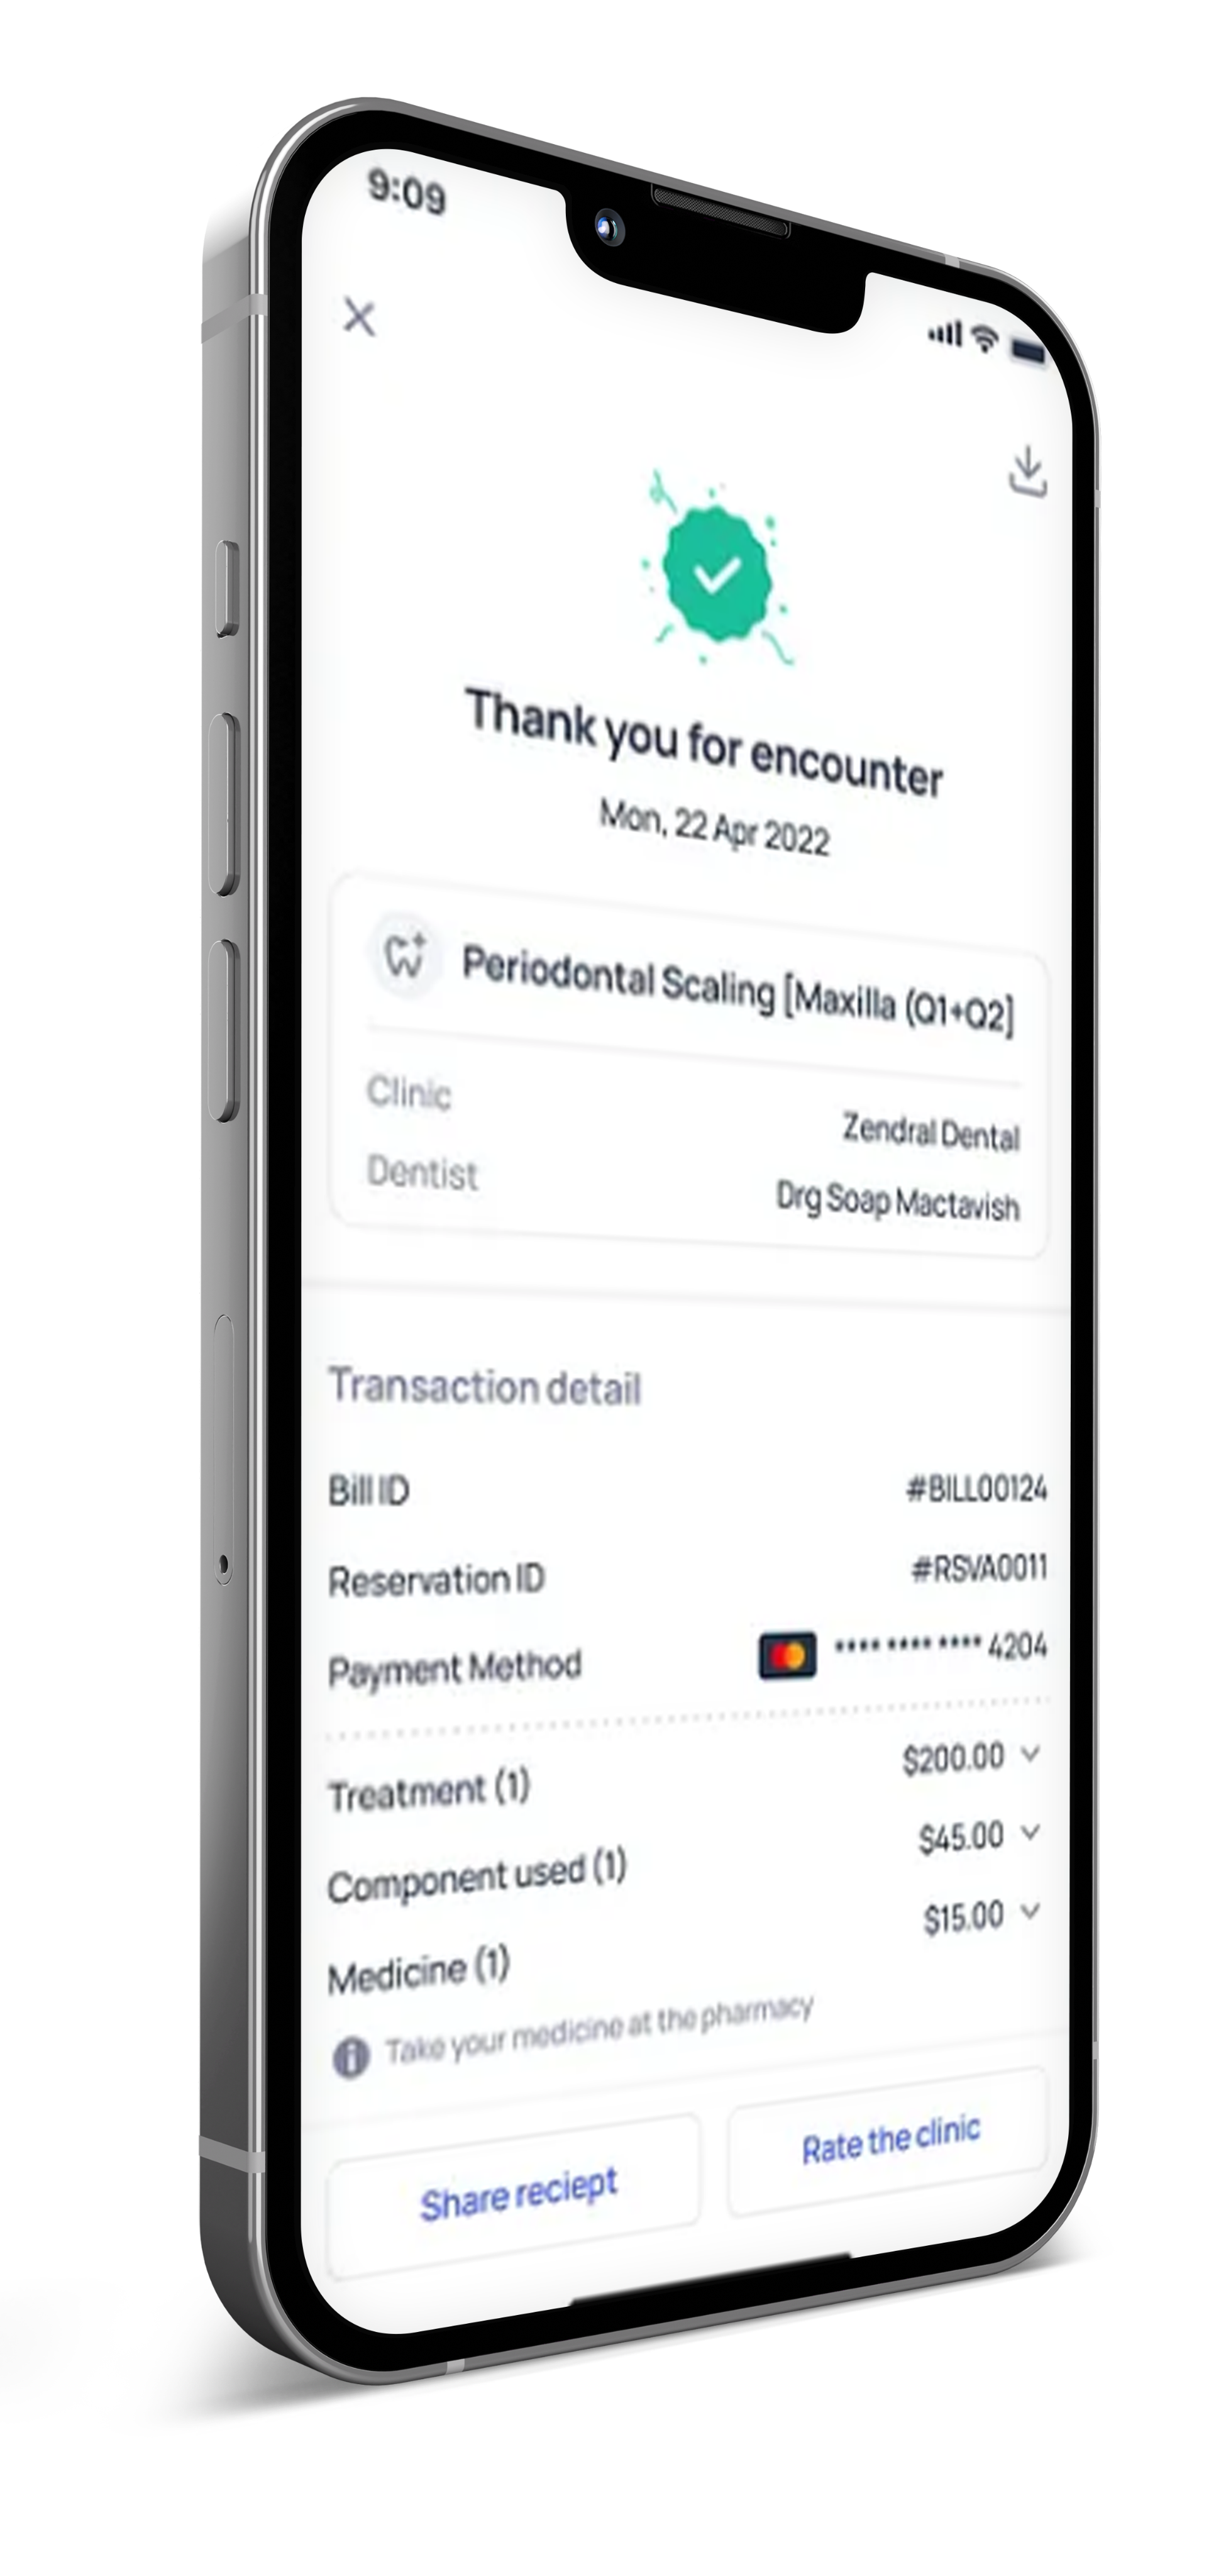 9:09
Thank you for encounter
Mon, 22 Apr 2022
Periodontal Scaling [Maxilla (Q1+Q2]
Clinic Zendral Dental
Dentist Drg Soap Mactavish
Transaction detail
Bill ID #BILL00124
Reservation ID #RSVA0011
Payment Method •••• •••• •••• 4204
Treatment (1) $200.00
Component used (1) $45.00
Medicine (1) $15.00
Take your medicine at the pharmacy
Share reciept Rate the clinic